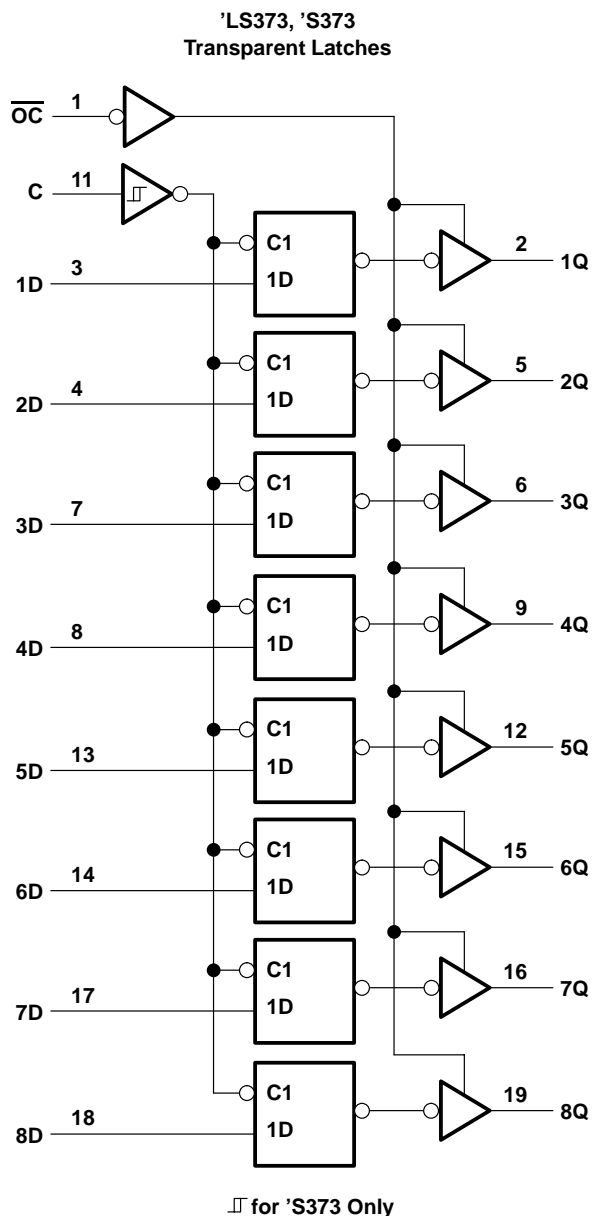 ’LS373, ’S373
Transparent Latches
O̅C̅ 1
C 11
C1
1D 3 1D 2 1Q
C1
2D 4 1D 5 2Q
C1
3D 7 1D 6 3Q
C1
4D 8 1D 9 4Q
C1
5D 13 1D 12 5Q
C1
6D 14 1D 15 6Q
C1
7D 17 1D 16 7Q
C1
8D 18 1D 19 8Q
for ’S373 Only